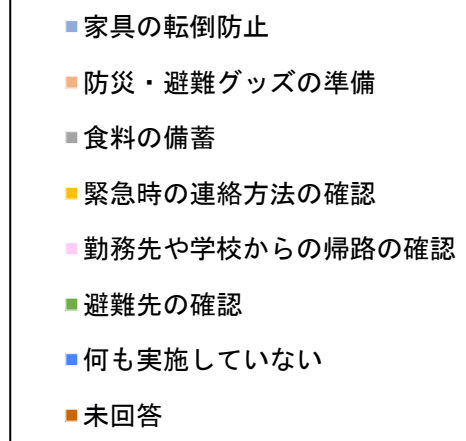 家具の転倒防止
防災・避難グッズの準備
食料の備蓄
緊急時の連絡方法の確認
勤務先や学校からの帰路の確認
避難先の確認
何も実施していない
未回答